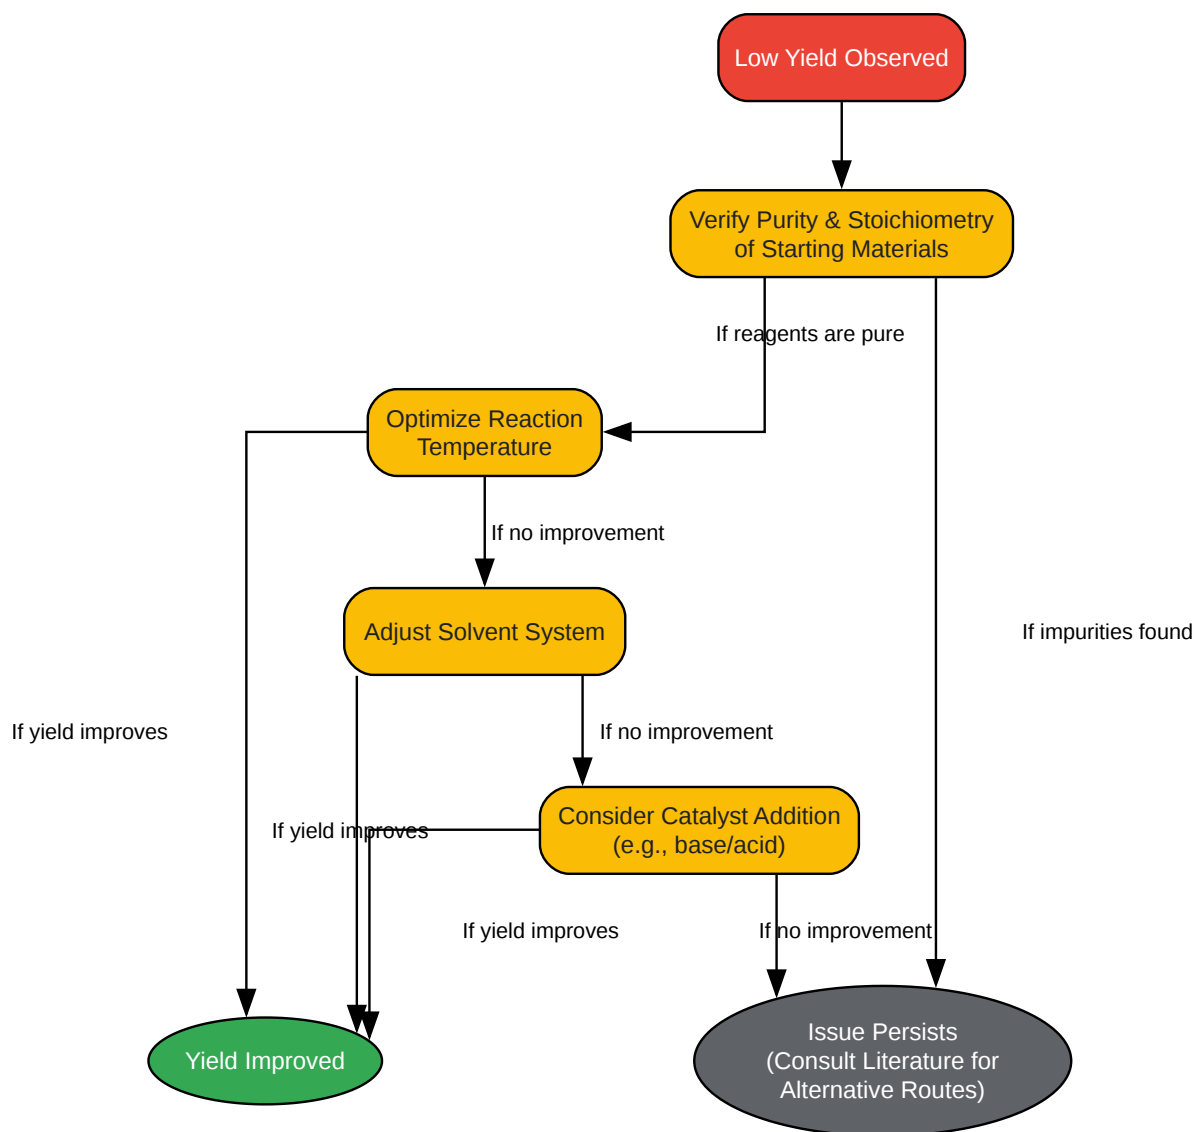 Low Yield Observed
Verify Purity & Stoichiometry
of Starting Materials
If reagents are pure
Optimize Reaction
Temperature
If no improvement
Adjust Solvent System
If impurities found
If yield improves
If no improvement
Consider Catalyst Addition
(e.g., base/acid)
If yield improves
If yield improves
If no improvement
Yield Improved
Issue Persists
(Consult Literature for
Alternative Routes)